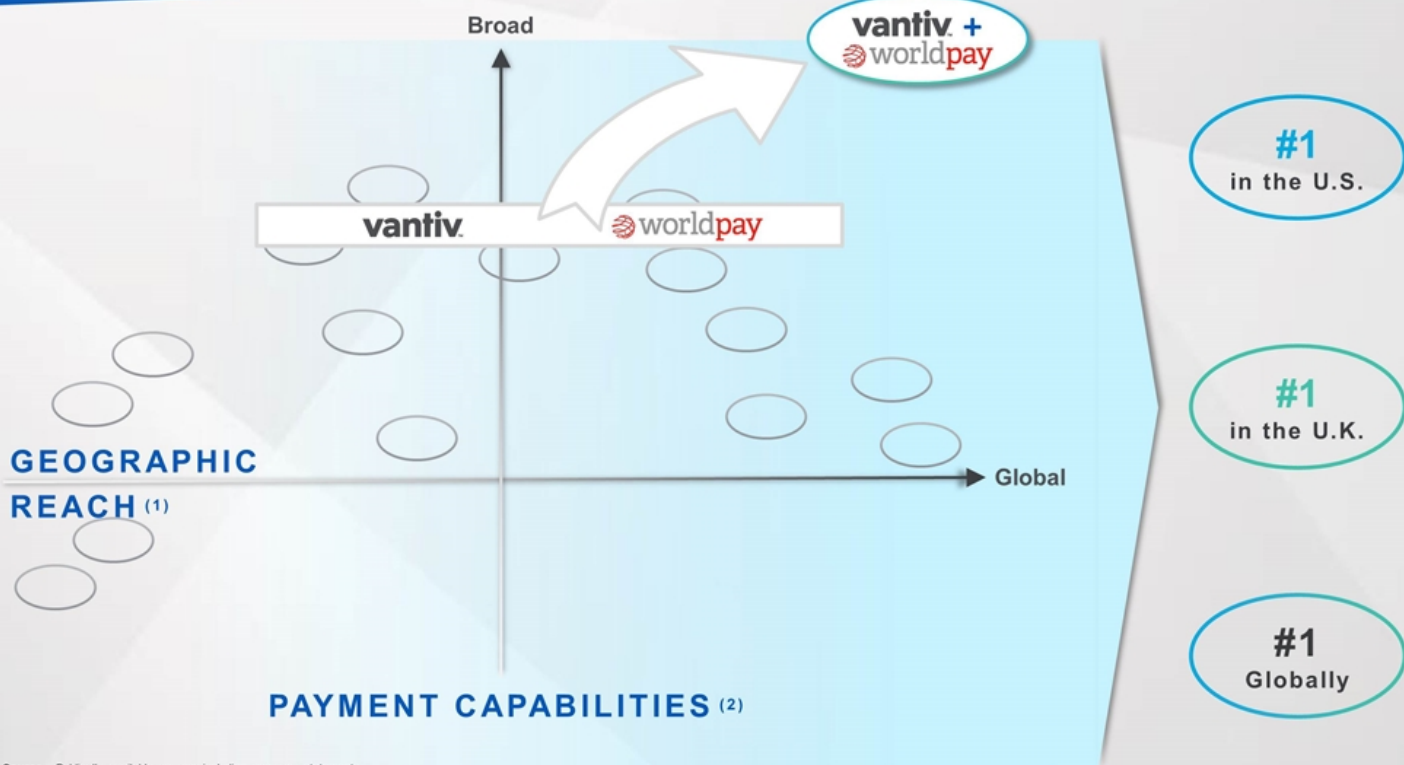 Broad
vantiv +
worldpay
#1
in the U.S.
vantiv
worldpay
#1
in the U.K.
GEOGRAPHIC
REACH (1)
Global
#1
Globally
PAYMENT CAPABILITIES (2)